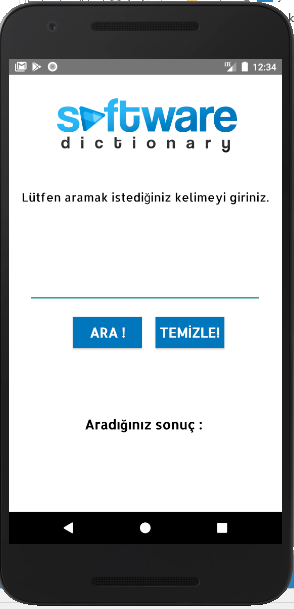 12:34
software
dictionary
Lütfen aramak istediğiniz kelimeyi giriniz.
ARA !
TEMİZLE!
Aradığınız sonuç :